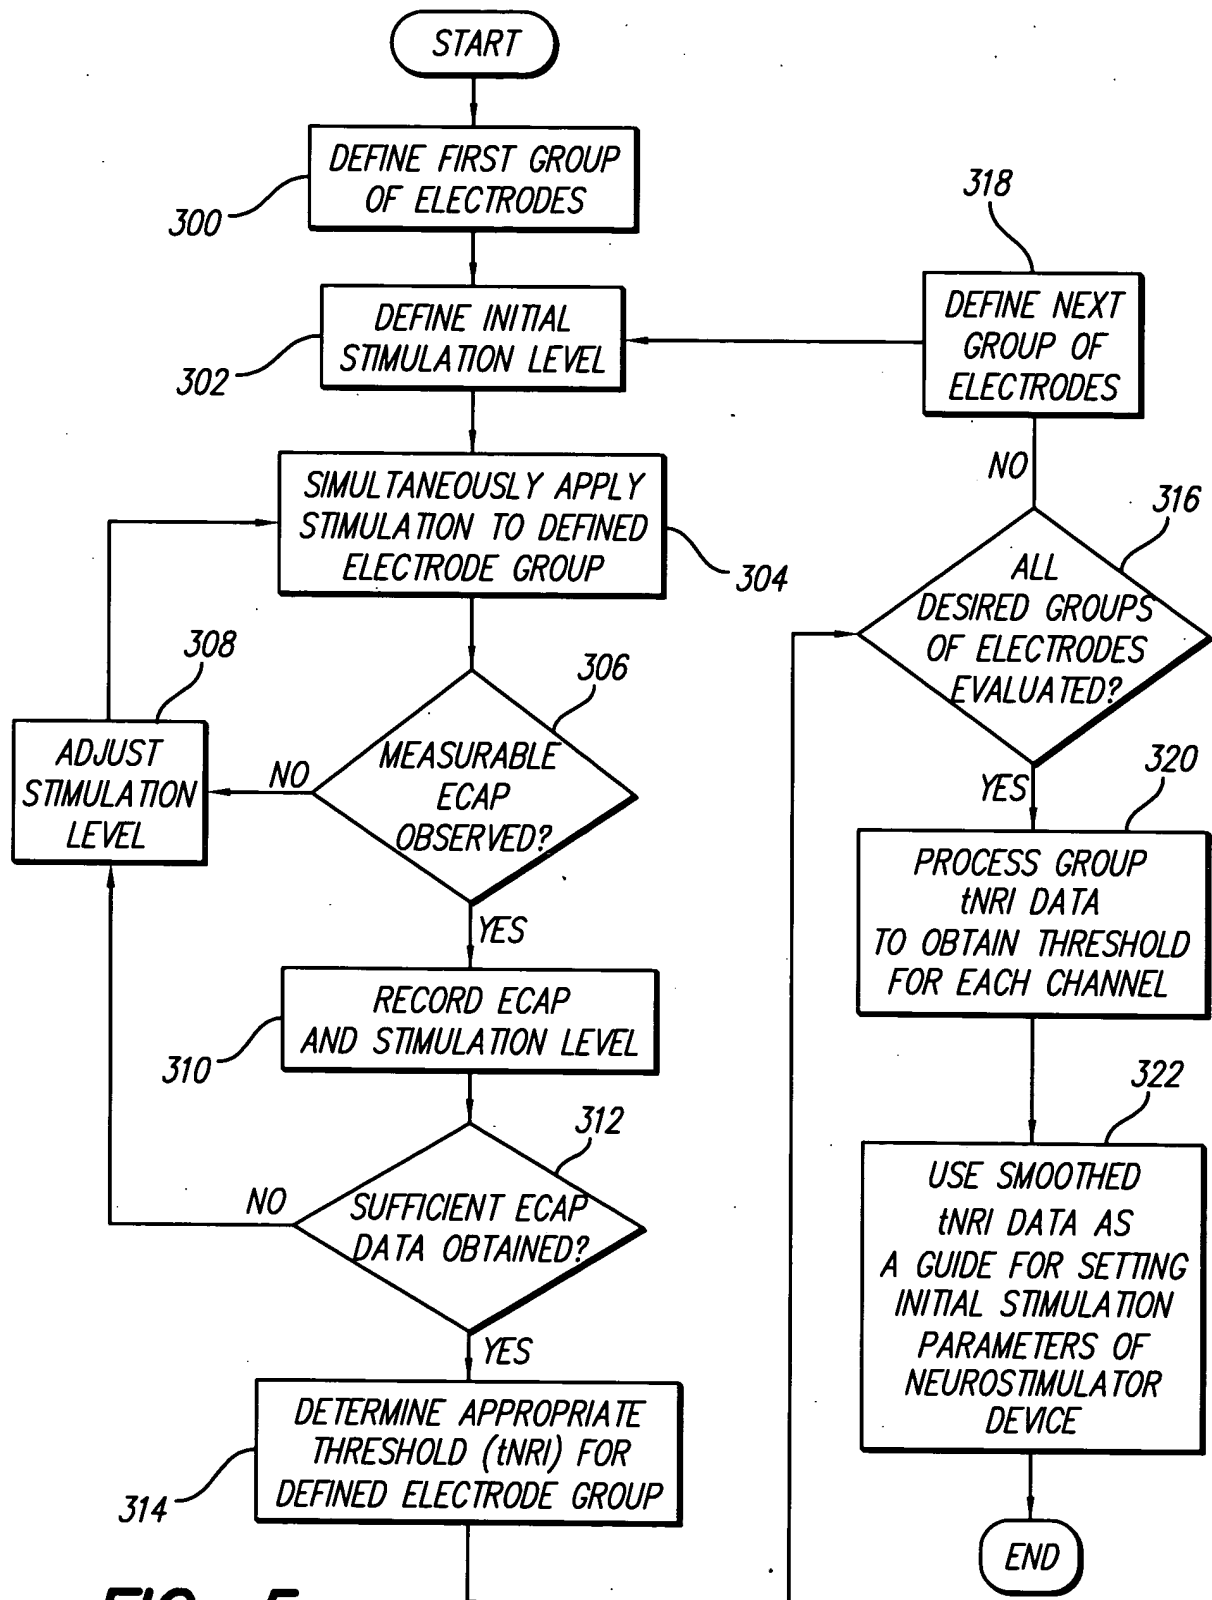 START
DEFINE FIRST GROUP
OF ELECTRODES
300
DEFINE INITIAL
STIMULATION LEVEL
302
SIMULTANEOUSLY APPLY
STIMULATION TO DEFINED
ELECTRODE GROUP
304
306
308
ADJUST
STIMULATION
LEVEL
NO
MEASURABLE
ECAP
OBSERVED?
YES
RECORD ECAP
AND STIMULATION LEVEL
310
312
NO
SUFFICIENT ECAP
DATA OBTAINED?
YES
DETERMINE APPROPRIATE
THRESHOLD (tNRI) FOR
DEFINED ELECTRODE GROUP
314
318
DEFINE NEXT
GROUP OF
ELECTRODES
NO
316
ALL
DESIRED GROUPS
OF ELECTRODES
EVALUATED?
YES
320
PROCESS GROUP
tNRI DATA
TO OBTAIN THRESHOLD
FOR EACH CHANNEL
322
USE SMOOTHED
tNRI DATA AS
A GUIDE FOR SETTING
INITIAL STIMULATION
PARAMETERS OF
NEUROSTIMULATOR
DEVICE
END